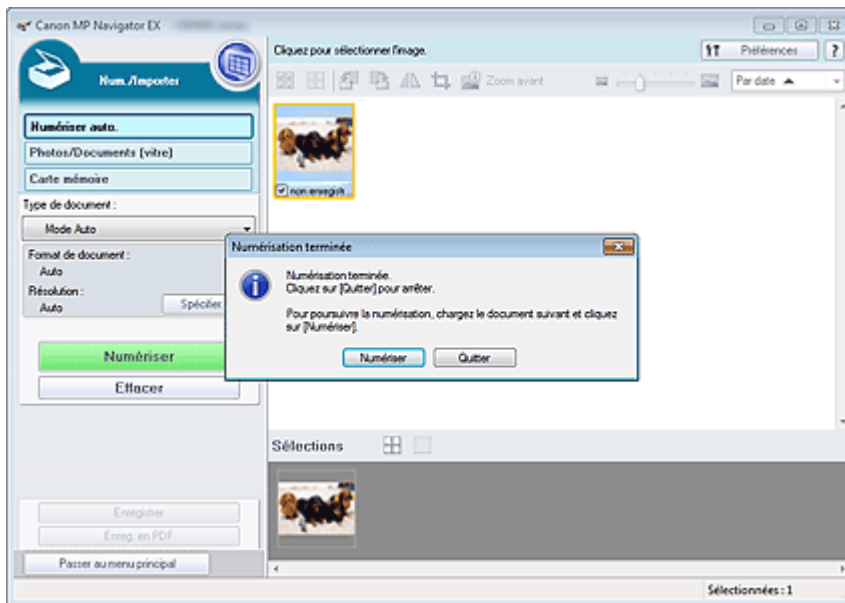 Canon MP Navigator EX
Cliquez pour sélectionner l'image.
Préférences
?
Num./Importer
Zoom avant
Par date
Numériser auto.
Photos/Documents (vitre)
Carte mémoire
non enregistr...
Type de document :
Mode Auto
Format de document :
Auto
Résolution :
Auto
Spécifier
Numérisation terminée
Numérisation terminée.
Cliquez sur [Quitter] pour arrêter.
Pour poursuivre la numérisation, chargez le document suivant et cliquez
sur [Numériser].
Numériser
Quitter
Numériser
Effacer
Sélections
Enregistrer
Enreg. en PDF
Passer au menu principal
Sélectionnées : 1